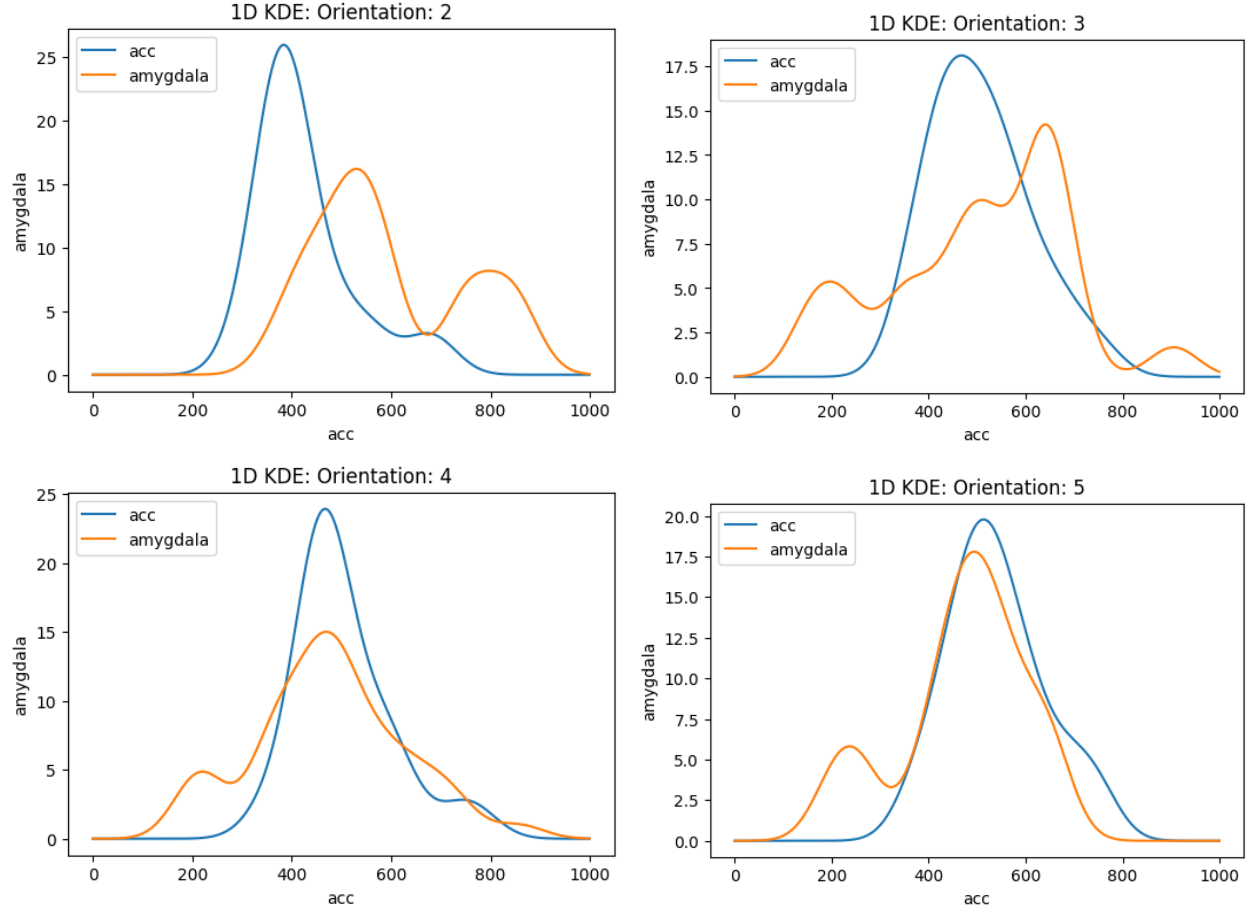 1D KDE: Orientation: 2
acc
amygdala
25
20
15
10
5
0
amygdala
0 200 400 600 800 1000
acc
1D KDE: Orientation: 3
acc
amygdala
17.5
15.0
12.5
10.0
7.5
5.0
2.5
0.0
amygdala
0 200 400 600 800 1000
acc
1D KDE: Orientation: 4
acc
amygdala
25
20
15
10
5
0
amygdala
0 200 400 600 800 1000
acc
1D KDE: Orientation: 5
acc
amygdala
20.0
17.5
15.0
12.5
10.0
7.5
5.0
2.5
0.0
amygdala
0 200 400 600 800 1000
acc